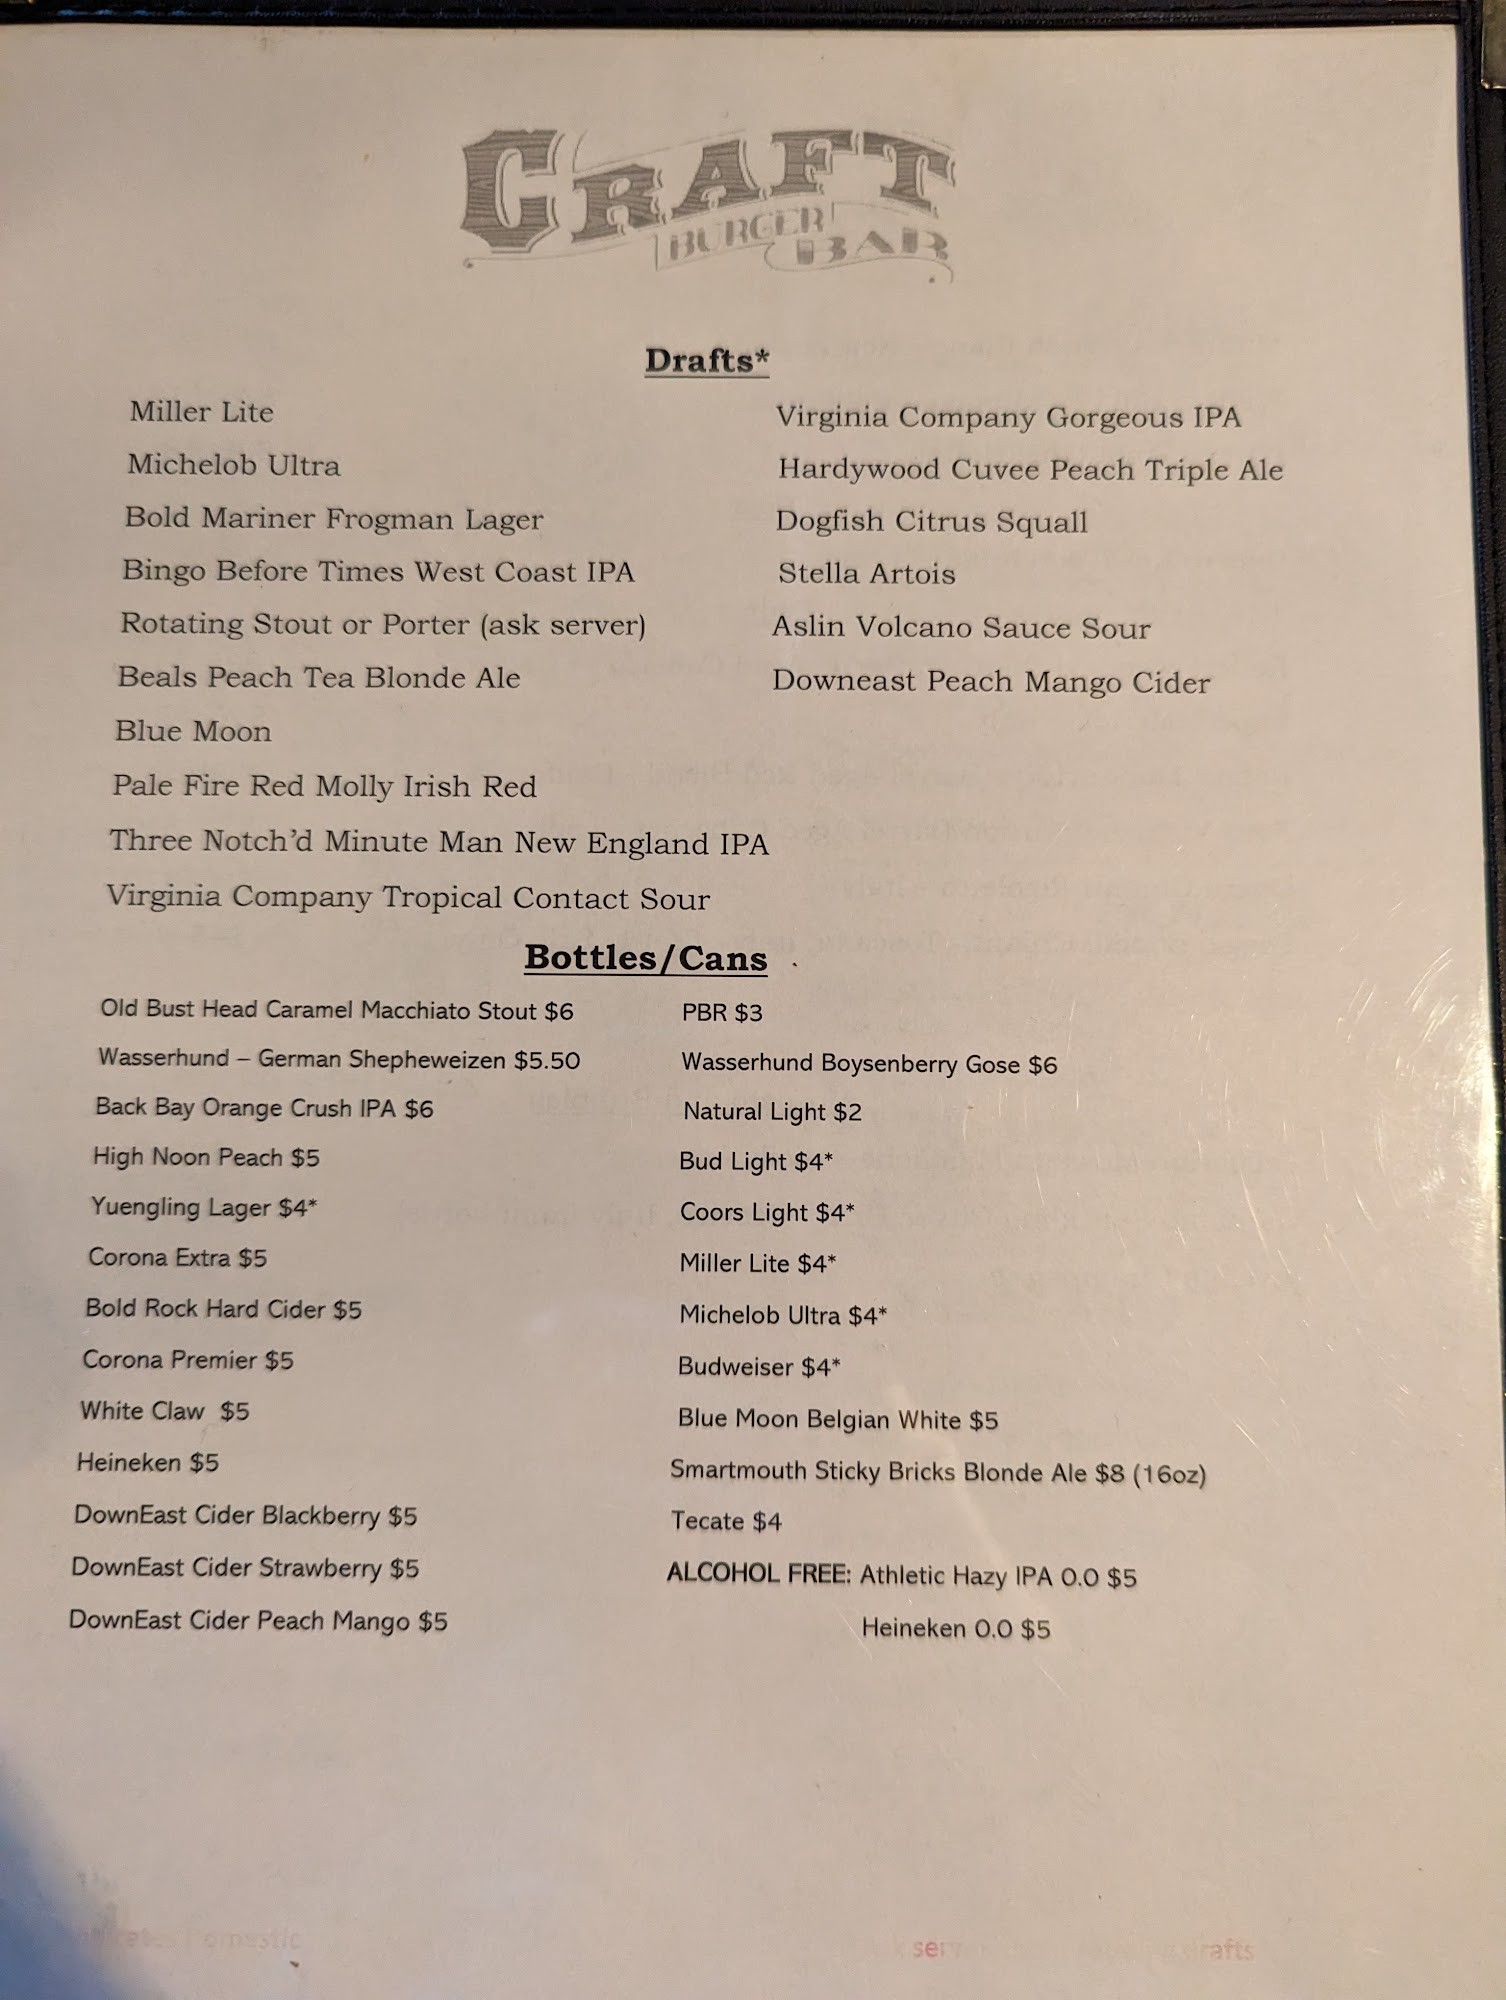 CRAFT
BURGER BAR
Drafts*
Miller Lite
Michelob Ultra
Bold Mariner Frogman Lager
Bingo Before Times West Coast IPA
Rotating Stout or Porter (ask server)
Beals Peach Tea Blonde Ale
Blue Moon
Pale Fire Red Molly Irish Red
Three Notch'd Minute Man New England IPA
Virginia Company Tropical Contact Sour
Virginia Company Gorgeous IPA
Hardywood Cuvee Peach Triple Ale
Dogfish Citrus Squall
Stella Artois
Aslin Volcano Sauce Sour
Downeast Peach Mango Cider
Bottles/Cans
Old Bust Head Caramel Macchiato Stout $6
Wasserhund – German Shepheweizen $5.50
Back Bay Orange Crush IPA $6
High Noon Peach $5
Yuengling Lager $4*
Corona Extra $5
Bold Rock Hard Cider $5
Corona Premier $5
White Claw  $5
Heineken $5
DownEast Cider Blackberry $5
DownEast Cider Strawberry $5
DownEast Cider Peach Mango $5
PBR $3
Wasserhund Boysenberry Gose $6
Natural Light $2
Bud Light $4*
Coors Light $4*
Miller Lite $4*
Michelob Ultra $4*
Budweiser $4*
Blue Moon Belgian White $5
Smartmouth Sticky Bricks Blonde Ale $8 (16oz)
Tecate $4
ALCOHOL FREE: Athletic Hazy IPA 0.0 $5
Heineken 0.0 $5
drafts